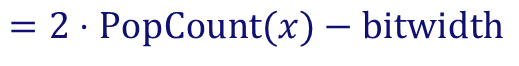 = 2 · PopCount(x) − bitwidth